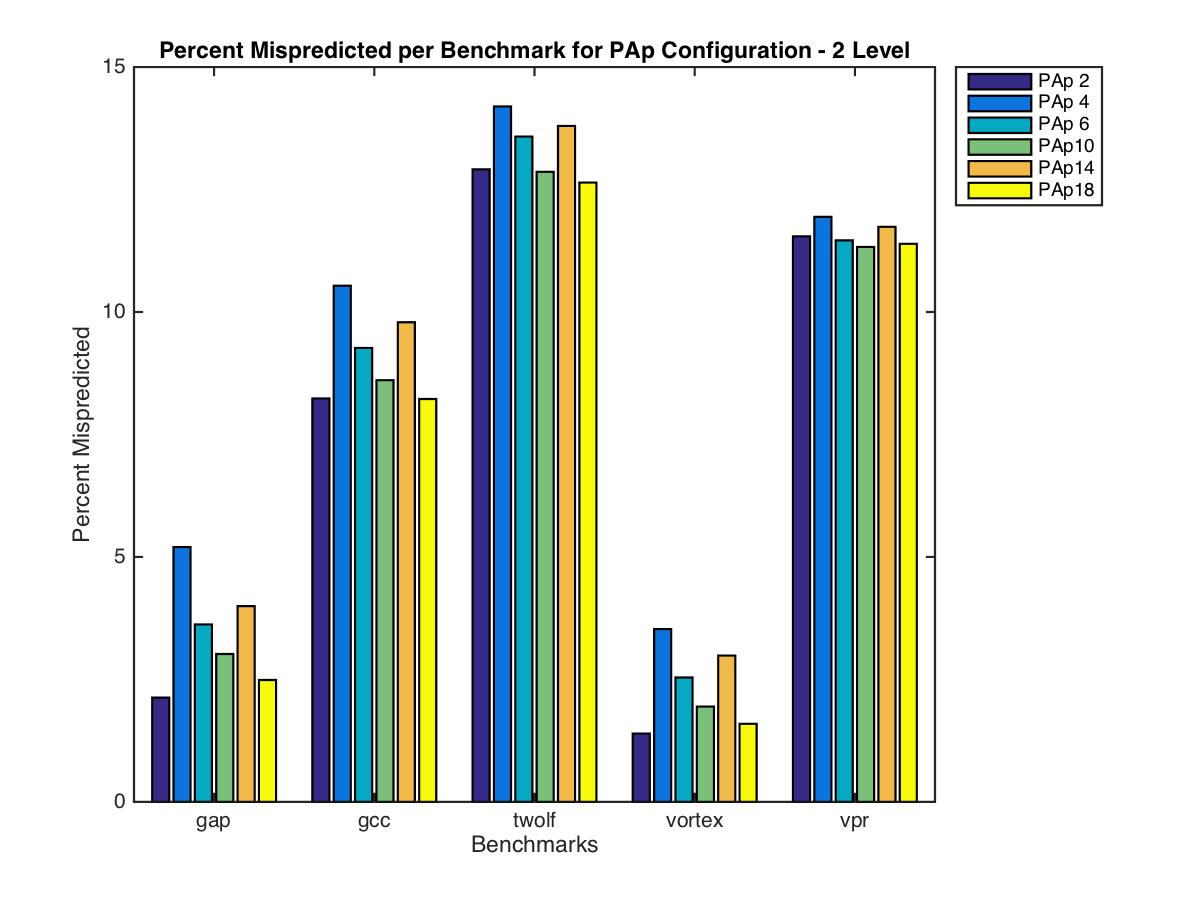 Percent Mispredicted per Benchmark for PAp Configuration - 2 Level
15
10
5
0
Percent Mispredicted
gap gcc twolf vortex vpr
Benchmarks
PAp 2
PAp 4
PAp 6
PAp10
PAp14
PAp18